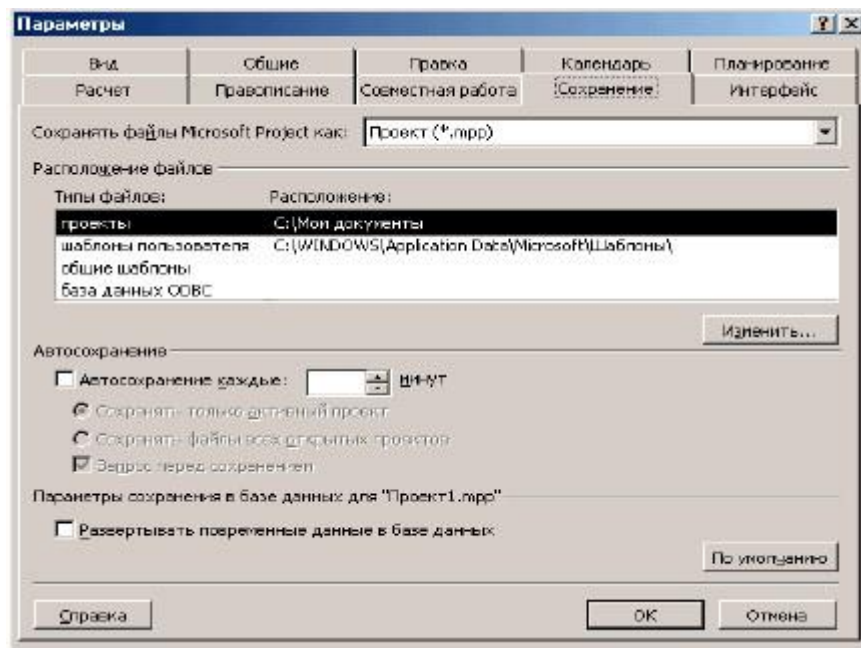 Параметры
Вид Общие Правка Календарь Планирование
Расчет Правописание Совместная работа Сохранение Интерфейс
Сохранять файлы Microsoft Project как: Проект (*.mpp)
Расположение файлов
Типы файлов: Расположение:
проекты C:\Мои документы
шаблоны пользователя C:\WINDOWS\Application Data\Microsoft\Шаблоны\
общие шаблоны
база данных ODBC
Изменить...
Автосохранение
Автосохранение каждые: минут
Сохранять только активный проект
Сохранять файлы всех открытых проектов
Запрос перед сохранением
Параметры сохранения в базе данных для "Проект1.mpp"
Развертывать повременные данные в базе данных
По умолчанию
Справка OK Отмена